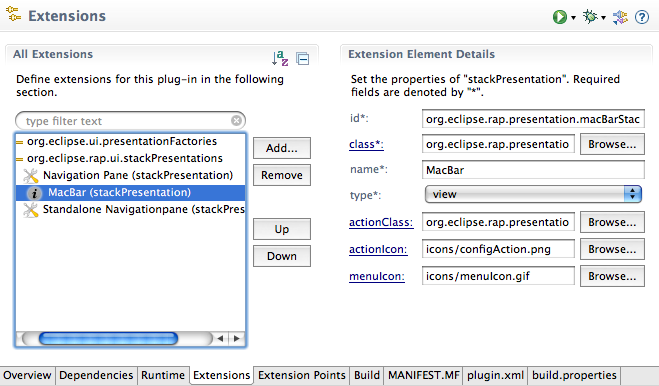 Extensions
All Extensions
Define extensions for this plug-in in the following
section.
type filter text
org.eclipse.ui.presentationFactories
org.eclipse.rap.ui.stackPresentations
Navigation Pane (stackPresentation)
MacBar (stackPresentation)
Standalone Navigationpane (stackPres
Add...
Remove
Up
Down
Extension Element Details
Set the properties of "stackPresentation". Required
fields are denoted by "*".
id*: org.eclipse.rap.presentation.macBarStac
class*: org.eclipse.rap.presentatio Browse...
name*: MacBar
type*: view
actionClass: org.eclipse.rap.presentatio Browse...
actionIcon: icons/configAction.png Browse...
menuIcon: icons/menuIcon.gif Browse...
Overview Dependencies Runtime Extensions Extension Points Build MANIFEST.MF plugin.xml build.properties